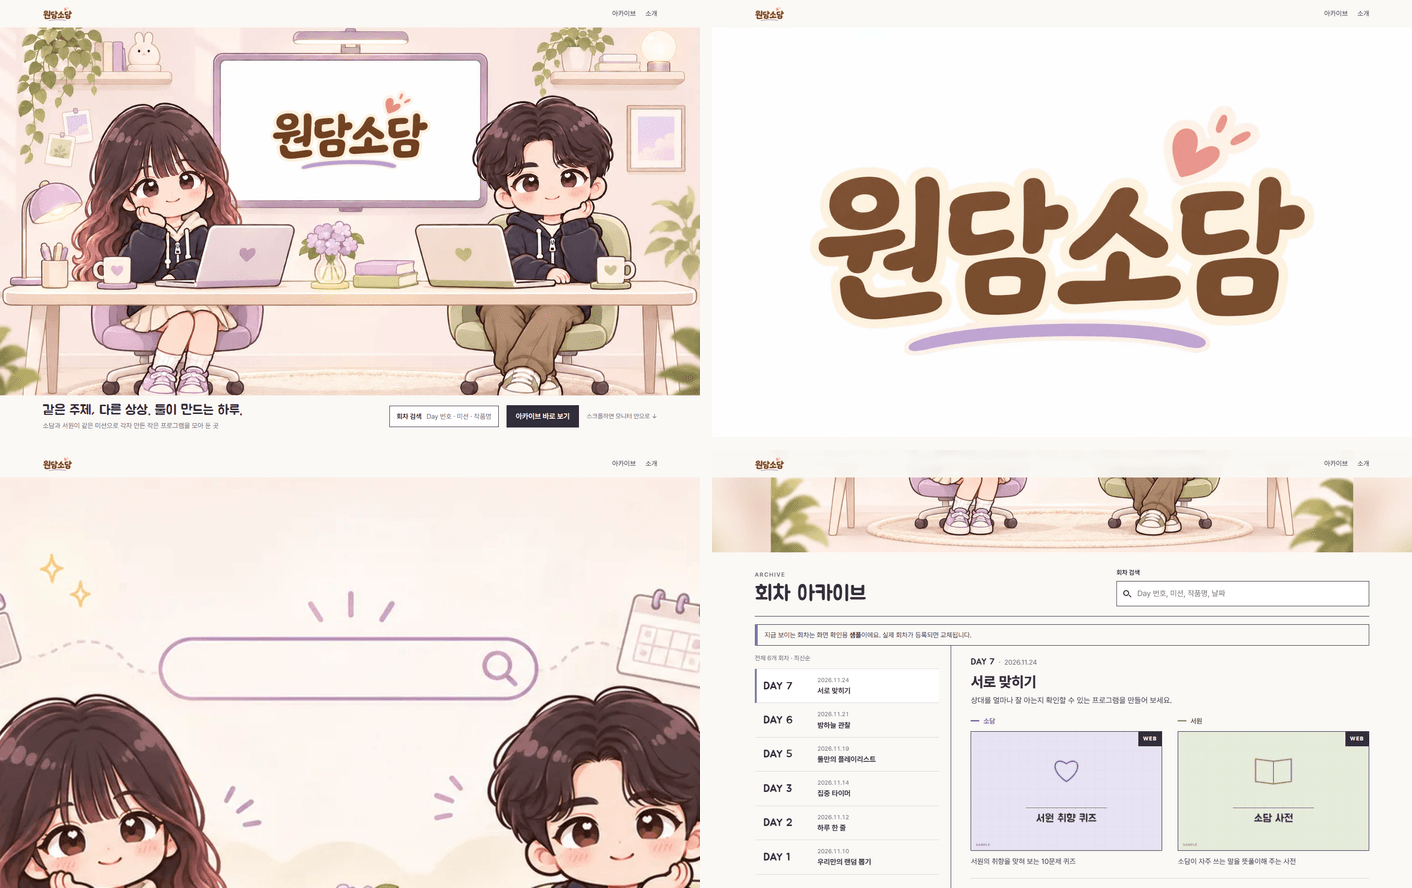 원담소담
아카이브 소개
원담소담
같은 주제, 다른 상상, 둘이 만드는 하루.
소담과 서원이 같은 미션으로 각자 만든 작은 프로그램을 모아 둔 곳
회차 검색 Day 번호 · 미션 · 작품명
아카이브 바로 보기
스크롤하면 모니터 안으로 ↓
원담소담
아카이브 소개
원담소담
원담소담
아카이브 소개
원담소담
아카이브 소개
ARCHIVE
회차 아카이브
회차 검색
Day 번호, 미션, 작품명, 날짜
지금 보이는 회차는 화면 확인용 샘플이에요. 실제 회차가 등록되면 교체됩니다.
전체 6개 회차 · 최신순
DAY 7 2026.11.24
서로 맞히기
DAY 6 2026.11.21
밤하늘 관찰
DAY 5 2026.11.19
둘만의 플레이리스트
DAY 3 2026.11.14
집중 타이머
DAY 2 2026.11.12
하루 한 줄
DAY 1 2026.11.10
우리만의 랜덤 뽑기
DAY 7 · 2026.11.24
서로 맞히기
상대를 얼마나 잘 아는지 확인할 수 있는 프로그램을 만들어 보세요.
소담
WEB
서원 취향 퀴즈
SAMPLE
서원의 취향을 맞혀 보는 10문제 퀴즈
서원
WEB
소담 사전
SAMPLE
소담이 자주 쓰는 말을 뜻풀이해 주는 사전